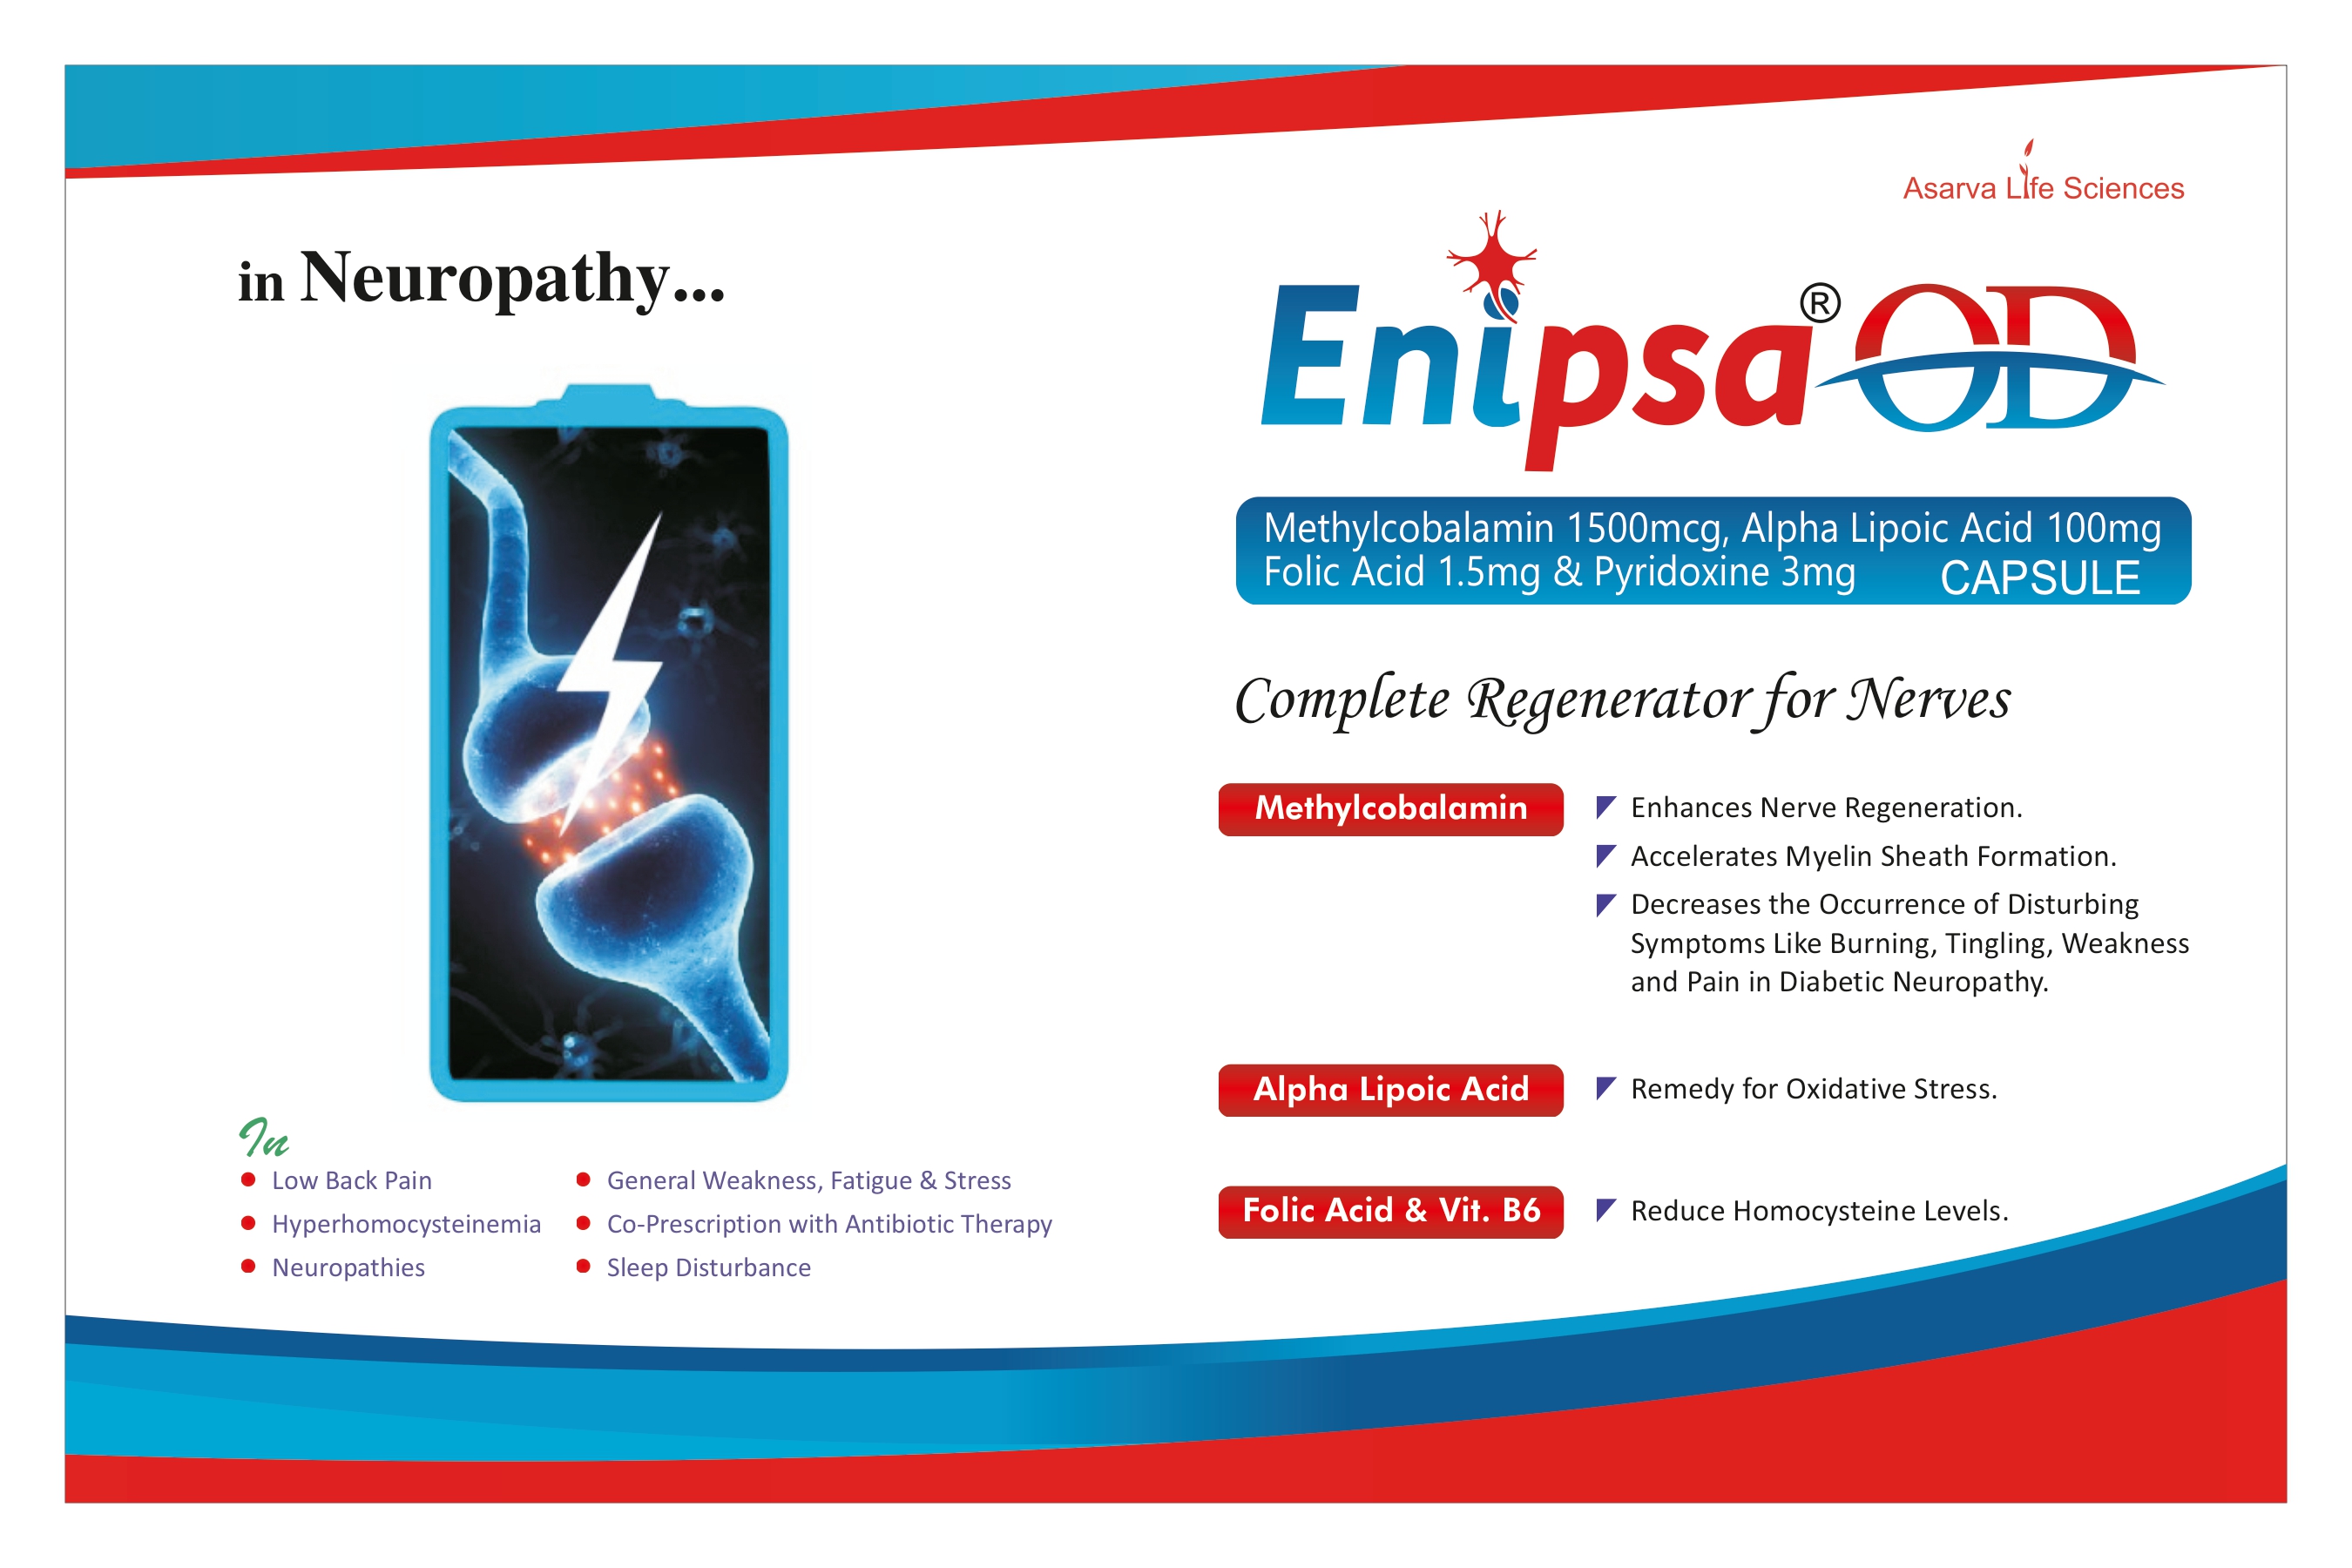 Asarva Life Sciences
in Neuropathy...
Enipsa® OD
Methylcobalamin 1500mcg, Alpha Lipoic Acid 100mg
Folic Acid 1.5mg & Pyridoxine 3mg CAPSULE
Complete Regenerator for Nerves
Methylcobalamin
Enhances Nerve Regeneration.
Accelerates Myelin Sheath Formation.
Decreases the Occurrence of Disturbing
Symptoms Like Burning, Tingling, Weakness
and Pain in Diabetic Neuropathy.
Alpha Lipoic Acid
Remedy for Oxidative Stress.
Folic Acid & Vit. B6
Reduce Homocysteine Levels.
In
Low Back Pain
Hyperhomocysteinemia
Neuropathies
General Weakness, Fatigue & Stress
Co-Prescription with Antibiotic Therapy
Sleep Disturbance